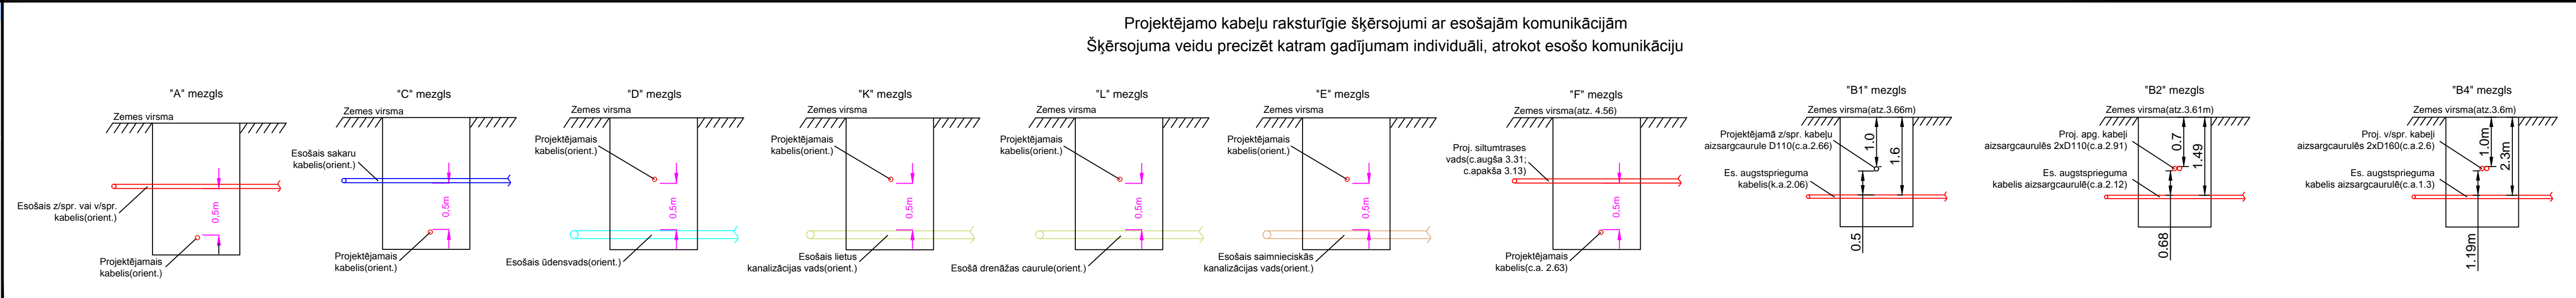 Projektējamo kabeļu raksturīgie šķērsojumi ar esošajām komunikācijām
Šķērsojuma veidu precizēt katram gadījumam individuāli, atrokot esošo komunikāciju
"A" mezgls
Zemes virsma
Esošais z/spr. vai v/spr.
kabelis(orient.)
0,5m
Projektējamais
kabelis(orient.)
"C" mezgls
Zemes virsma
Esošais sakaru
kabelis(orient.)
0,5m
Projektējamais
kabelis(orient.)
"D" mezgls
Zemes virsma
Projektējamais
kabelis(orient.)
0,5m
Esošais ūdensvads(orient.)
"K" mezgls
Zemes virsma
Projektējamais
kabelis(orient.)
0,5m
Esošais lietus
kanalizācijas vads(orient.)
"L" mezgls
Zemes virsma
Projektējamais
kabelis(orient.)
0,5m
Esošā drenāžas caurule(orient.)
"E" mezgls
Zemes virsma
Projektējamais
kabelis(orient.)
0,5m
Esošais saimnieciskās
kanalizācijas vads(orient.)
"F" mezgls
Zemes virsma(atz. 4.56)
Proj. siltumtrases
vads(c.augša 3.31;
c.apakša 3.13)
0,5m
Projektējamais
kabelis(c.a. 2.63)
"B1" mezgls
Zemes virsma(atz.3.66m)
Projektējamā z/spr. kabeļu
aizsargcaurule D110(c.a.2.66)
1.0
1.6
Es. augstsprieguma
kabelis(k.a.2.06)
0.5
"B2" mezgls
Zemes virsma(atz.3.61m)
Proj. apg. kabeļi
aizsargcaurulēs 2xD110(c.a.2.91)
0.7
1.49
Es. augstsprieguma
kabelis aizsargcaurulē(c.a.2.12)
0.68
"B4" mezgls
Zemes virsma(atz.3.6m)
Proj. v/spr. kabeļi
aizsargcaurulēs 2xD160(c.a.2.6)
1.0m
2.3m
Es. augstsprieguma
kabelis aizsargcaurulē(c.a.1.3)
1.19m